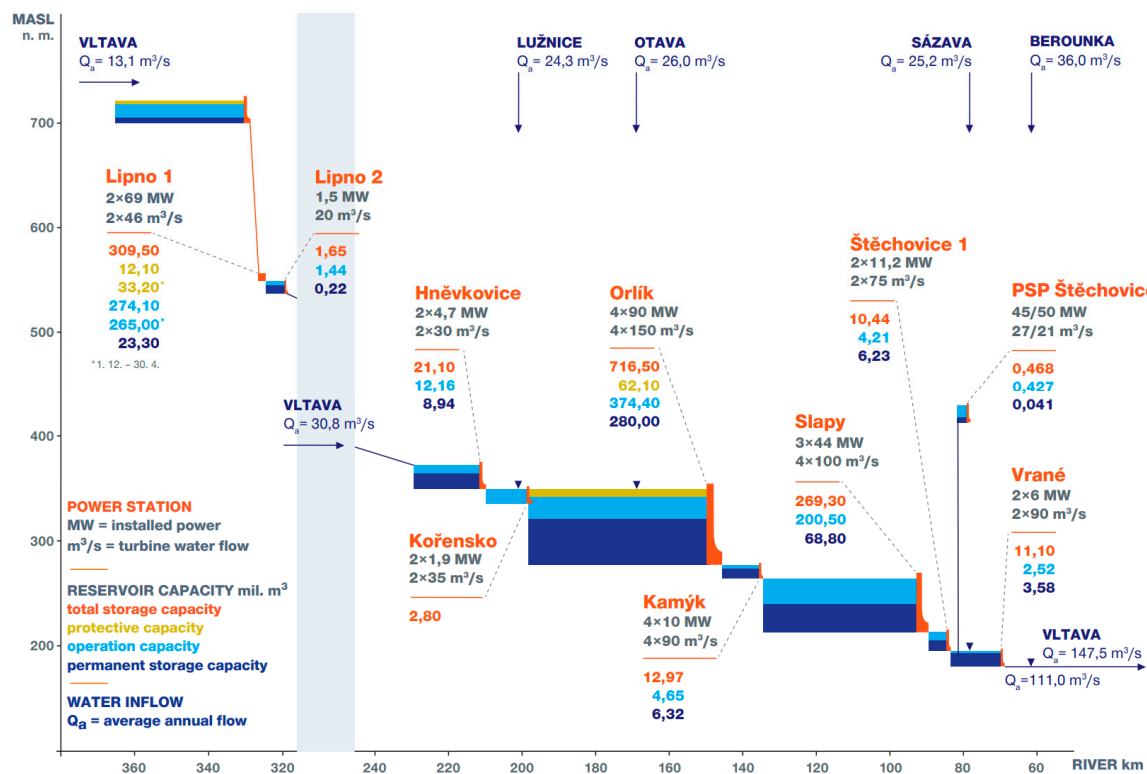 MASL
n. m.
VLTAVA
Qa = 13,1 m³/s
LUŽNICE
Qa = 24,3 m³/s
OTAVA
Qa = 26,0 m³/s
SÁZAVA
Qa = 25,2 m³/s
BEROUNKA
Qa = 36,0 m³/s
700
600
500
400
300
200
Lipno 1
2×69 MW
2×46 m³/s
309,50
12,10
33,20*
274,10
265,00*
23,30
*1. 12. – 30. 4.
Lipno 2
1,5 MW
20 m³/s
1,65
1,44
0,22
VLTAVA
Qa = 30,8 m³/s
Hněvkovice
2×4,7 MW
2×30 m³/s
21,10
12,16
8,94
Kořensko
2×1,9 MW
2×35 m³/s
2,80
Orlík
4×90 MW
4×150 m³/s
716,50
62,10
374,40
280,00
Kamýk
4×10 MW
4×90 m³/s
12,97
4,65
6,32
Slapy
3×44 MW
4×100 m³/s
269,30
200,50
68,80
Štěchovice 1
2×11,2 MW
2×75 m³/s
10,44
4,21
6,23
PSP Štěchovice
45/50 MW
27/21 m³/s
0,468
0,427
0,041
Vrané
2×6 MW
2×90 m³/s
11,10
2,52
3,58
VLTAVA
Qa = 147,5 m³/s
Qa = 111,0 m³/s
POWER STATION
MW = installed power
m³/s = turbine water flow
RESERVOIR CAPACITY mil. m³
total storage capacity
protective capacity
operation capacity
permanent storage capacity
WATER INFLOW
Qa = average annual flow
360
340
320
240
220
200
180
160
140
120
100
80
60
RIVER km